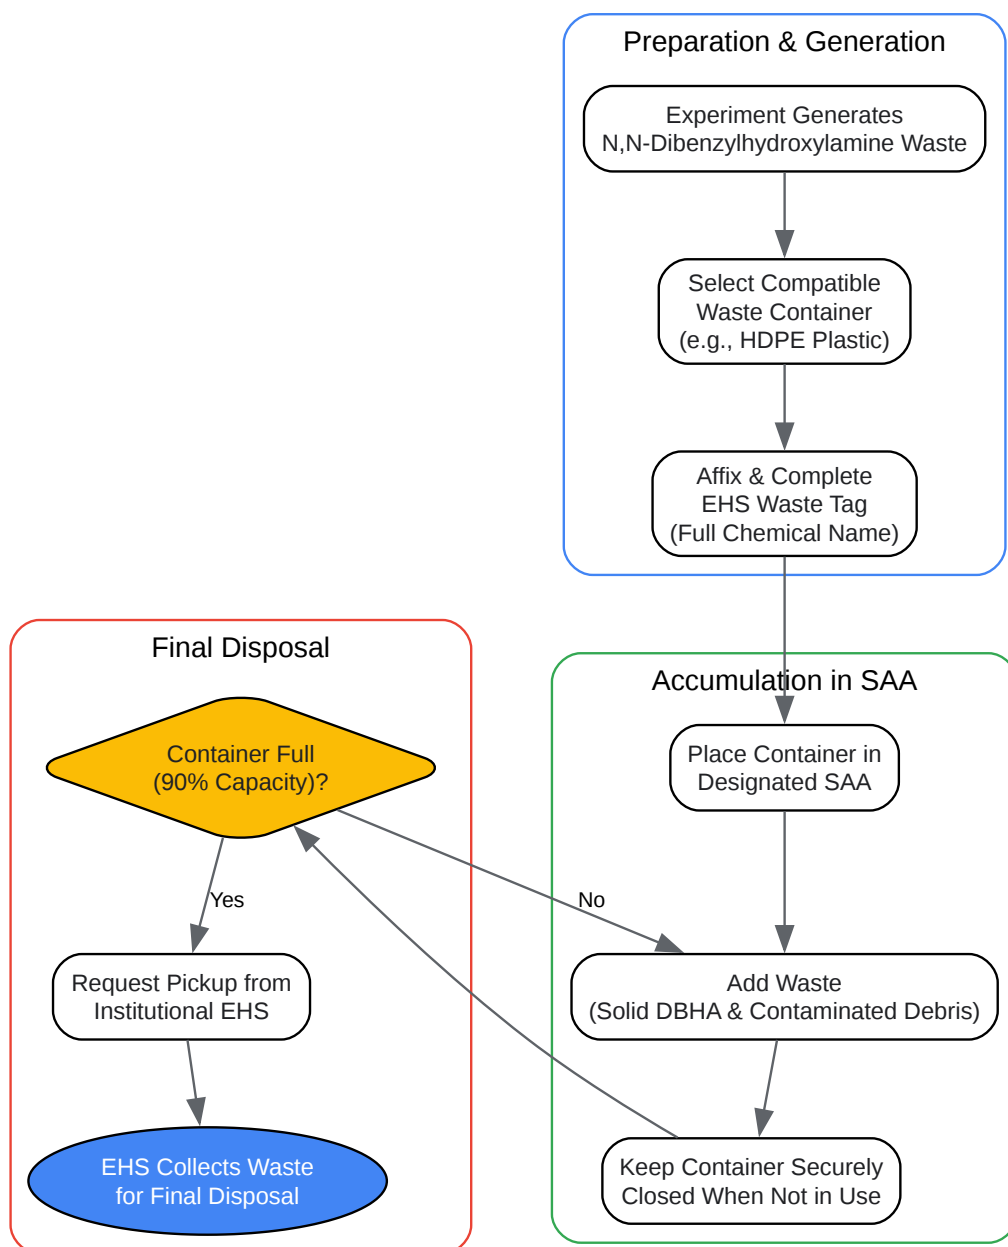 Preparation & Generation
Experiment Generates
N,N-Dibenzylhydroxylamine Waste
Select Compatible
Waste Container
(e.g., HDPE Plastic)
Affix & Complete
EHS Waste Tag
(Full Chemical Name)
Accumulation in SAA
Place Container in
Designated SAA
Add Waste
(Solid DBHA & Contaminated Debris)
Keep Container Securely
Closed When Not in Use
Final Disposal
Container Full
(90% Capacity)?
No
Yes
Request Pickup from
Institutional EHS
EHS Collects Waste
for Final Disposal